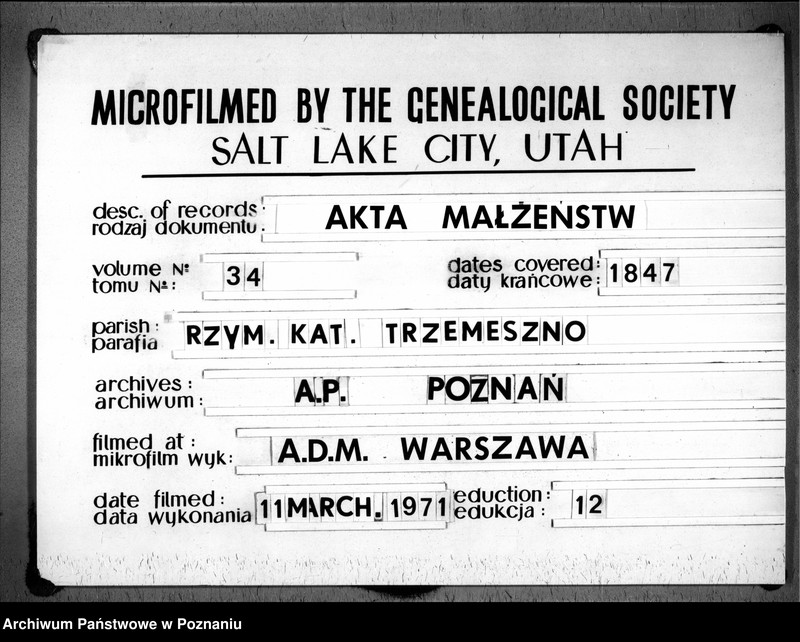 MICROFILMED BY THE GENEALOGICAL SOCIETY
SALT LAKE CITY, UTAH
desc. of records: AKTA MAŁŻEŃSTW
rodzaj dokumentu:
volume №: 34 dates covered: 1847
tomu №: daty krańcowe:
parish: RZYM. KAT. TRZEMESZNO
parafia
archives: A.P. POZNAŃ
archiwum:
filmed at: A.D.M. WARSZAWA
mikrofilm wyk:
date filmed: 11 MARCH. 1971 eduction: 12
data wykonania edukcja:
Archiwum Państwowe w Poznaniu